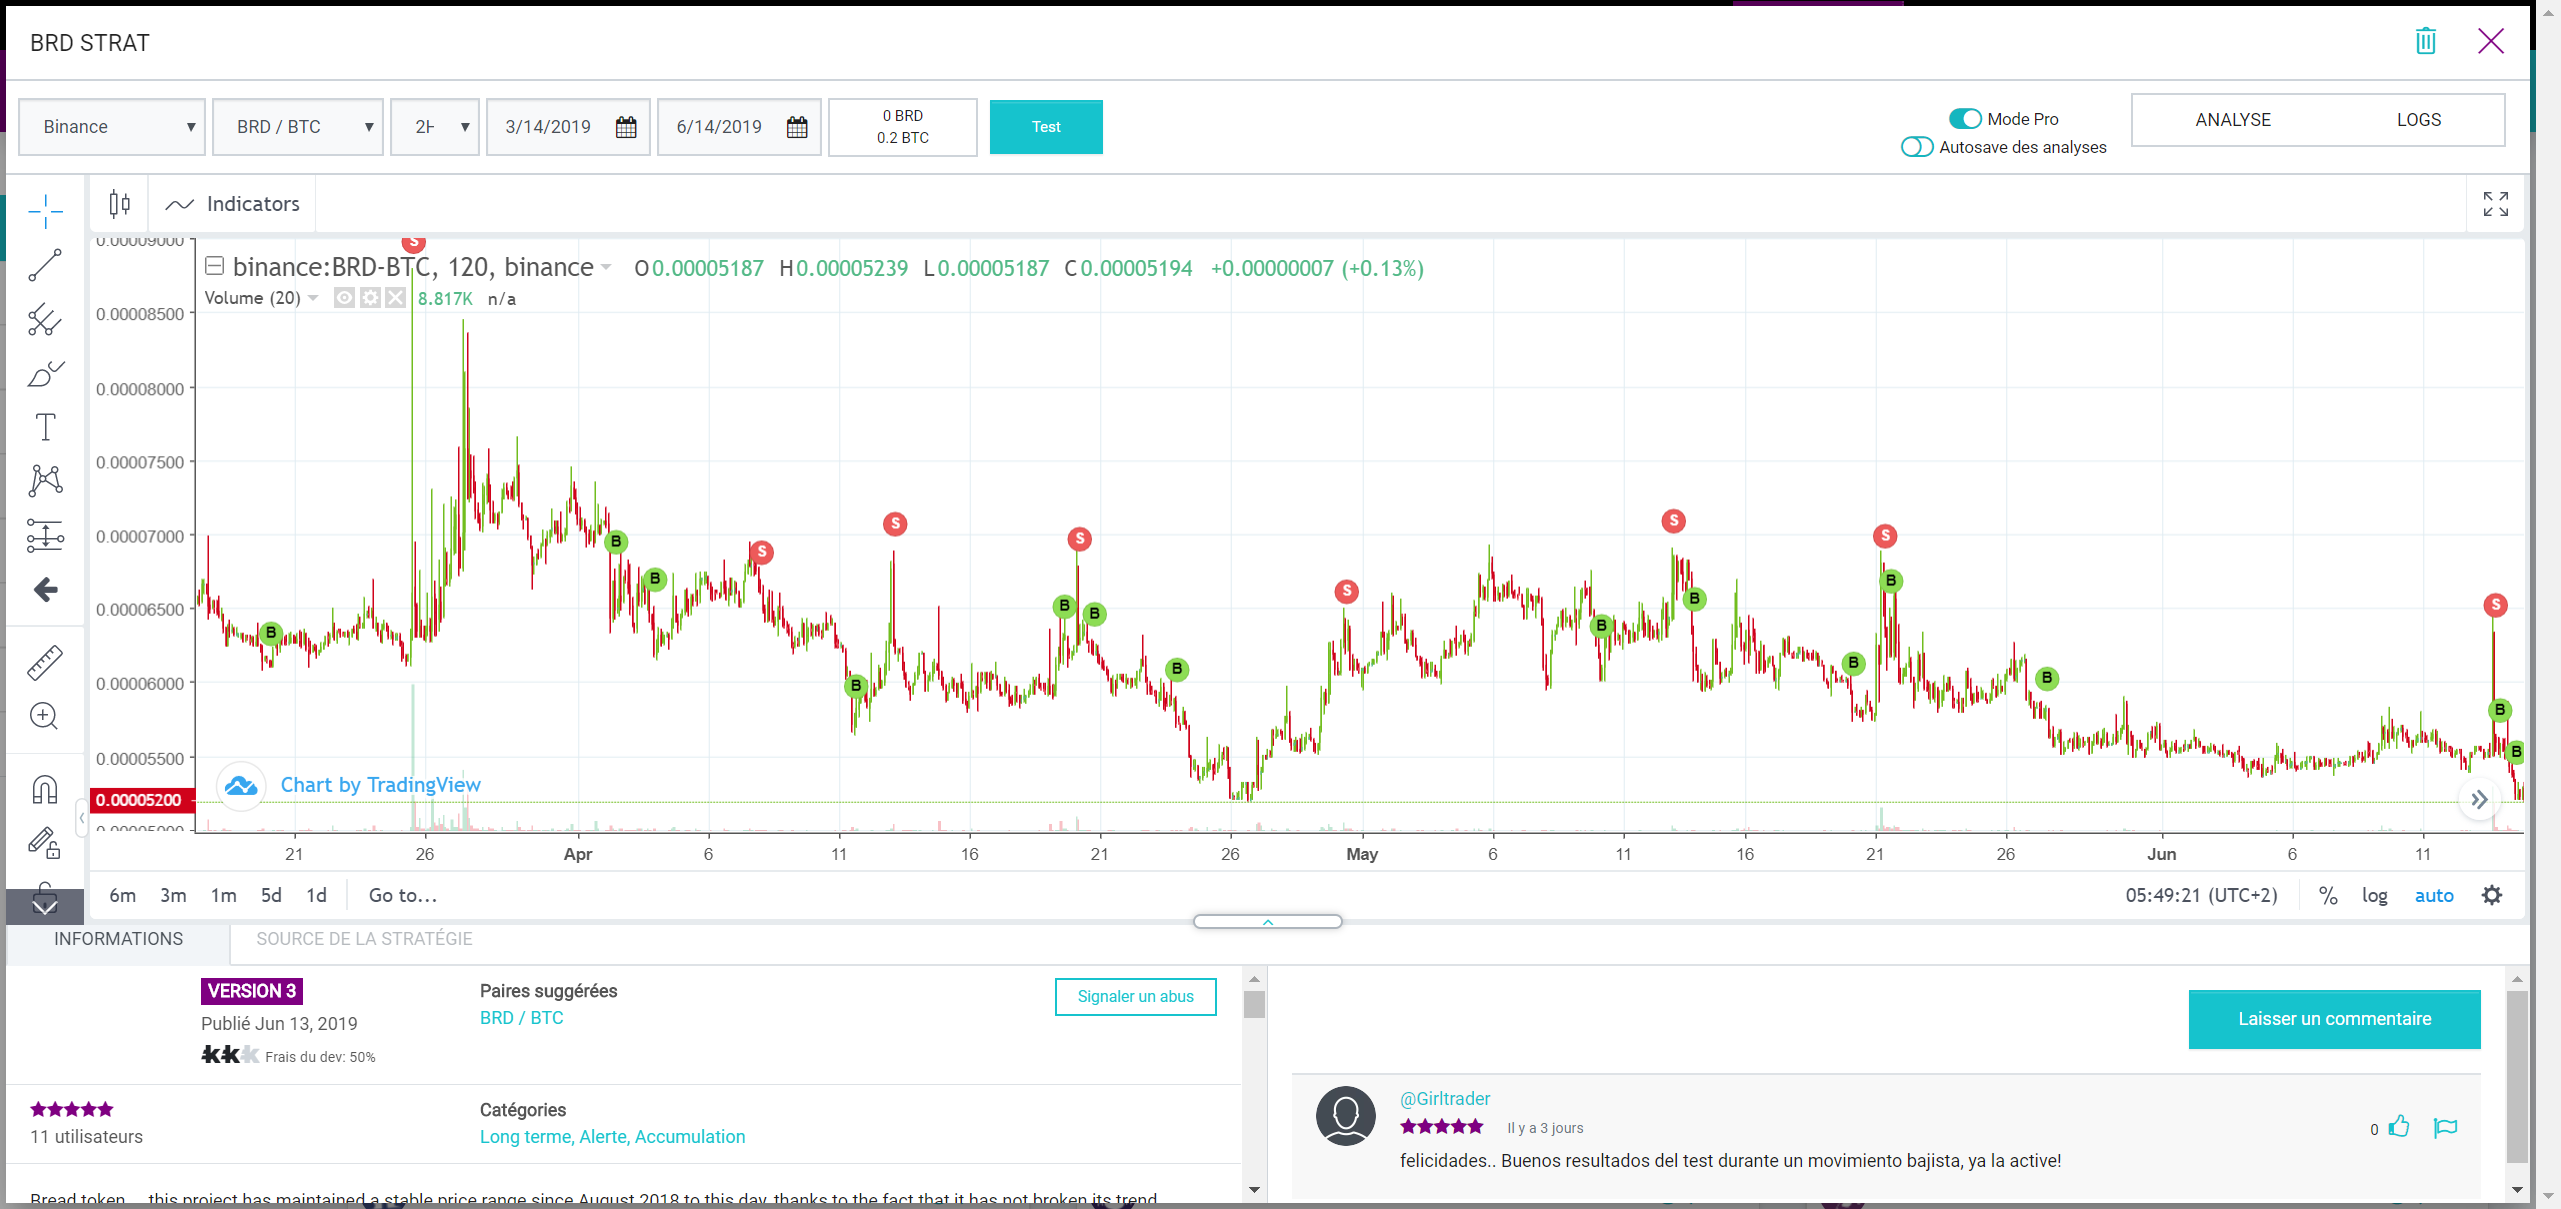 BRD STRAT
Binance
BRD / BTC
2H
3/14/2019
6/14/2019
0 BRD
0.2 BTC
Test
Mode Pro
Autosave des analyses
ANALYSE
LOGS
Indicators
binance:BRD-BTC, 120, binance O0.00005187 H0.00005239 L0.00005187 C0.00005194 +0.00000007 (+0.13%)
Volume (20) 8.817K n/a
0.00009000
0.00008500
0.00008000
0.00007500
0.00007000
0.00006500
0.00006000
0.00005500
0.00005200
0.00005000
S
B
B
B
S
B
S
B
S
B
B
S
B
S
B
B
S
B
B
S
B
B
Chart by TradingView
21 26 Apr 6 11 16 21 26 May 6 11 16 21 26 Jun 6 11
6m 3m 1m 5d 1d Go to...
05:49:21 (UTC+2) % log auto
INFORMATIONS
SOURCE DE LA STRATÉGIE
VERSION 3
Publié Jun 13, 2019
Frais du dev: 50%
Paires suggérées
BRD / BTC
Signaler un abus
11 utilisateurs
Catégories
Long terme, Alerte, Accumulation
Bread token ... this project has maintained a stable price range since August 2018 to this day, thanks to the fact that it has not broken its trend
Laisser un commentaire
@Girltrader
Il y a 3 jours
0
felicidades.. Buenos resultados del test durante un movimiento bajista, ya la active!